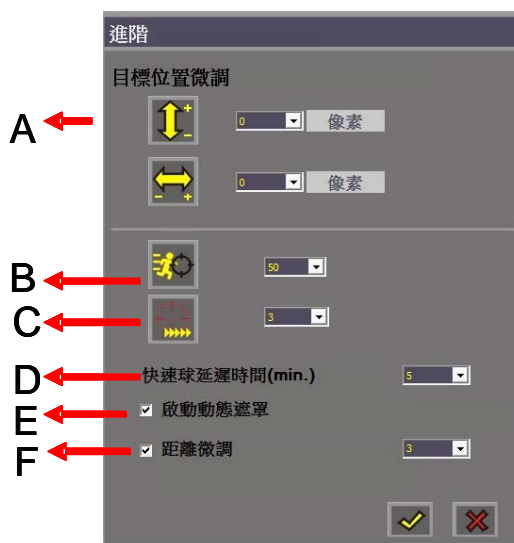 進階
目標位置微調
A
0 像素
0 像素
B
50
C
3
D 快速球延遲時間(min.) 5
E 啟動動態遮罩
F 距離微調 3